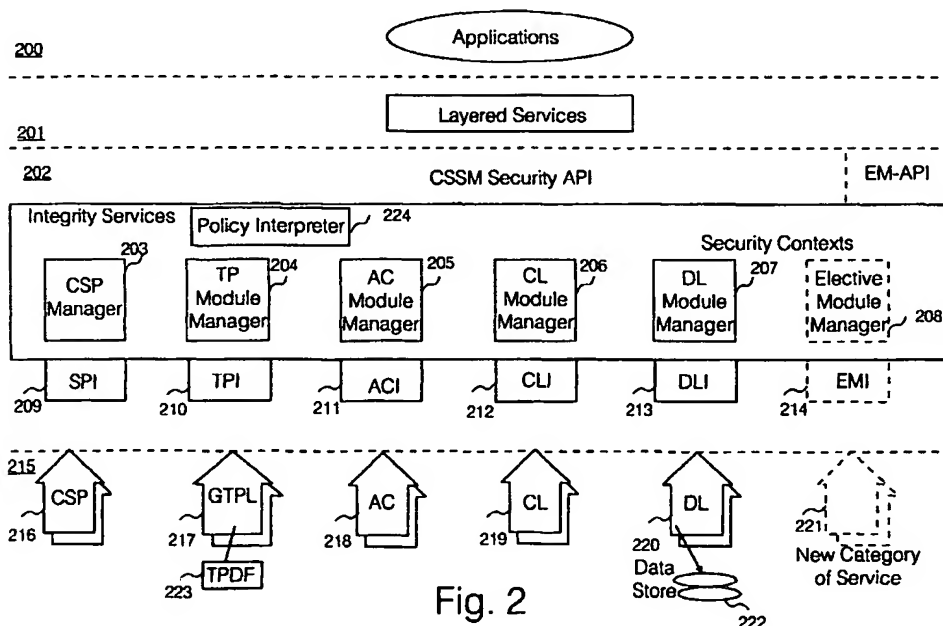 200
Applications
201
Layered Services
202
CSSM Security API
EM-API
Integrity Services
Policy Interpreter
224
Security Contexts
203
CSP
Manager
204
TP
Module
Manager
205
AC
Module
Manager
206
CL
Module
Manager
207
DL
Module
Manager
Elective
Module
Manager
208
SPI
209
TPI
210
ACI
211
CLI
212
DLI
213
EMI
214
215
CSP
216
GTPL
217
AC
218
CL
219
DL
220
221
TPDF
223
Data
Store
222
New Category
of Service
Fig. 2